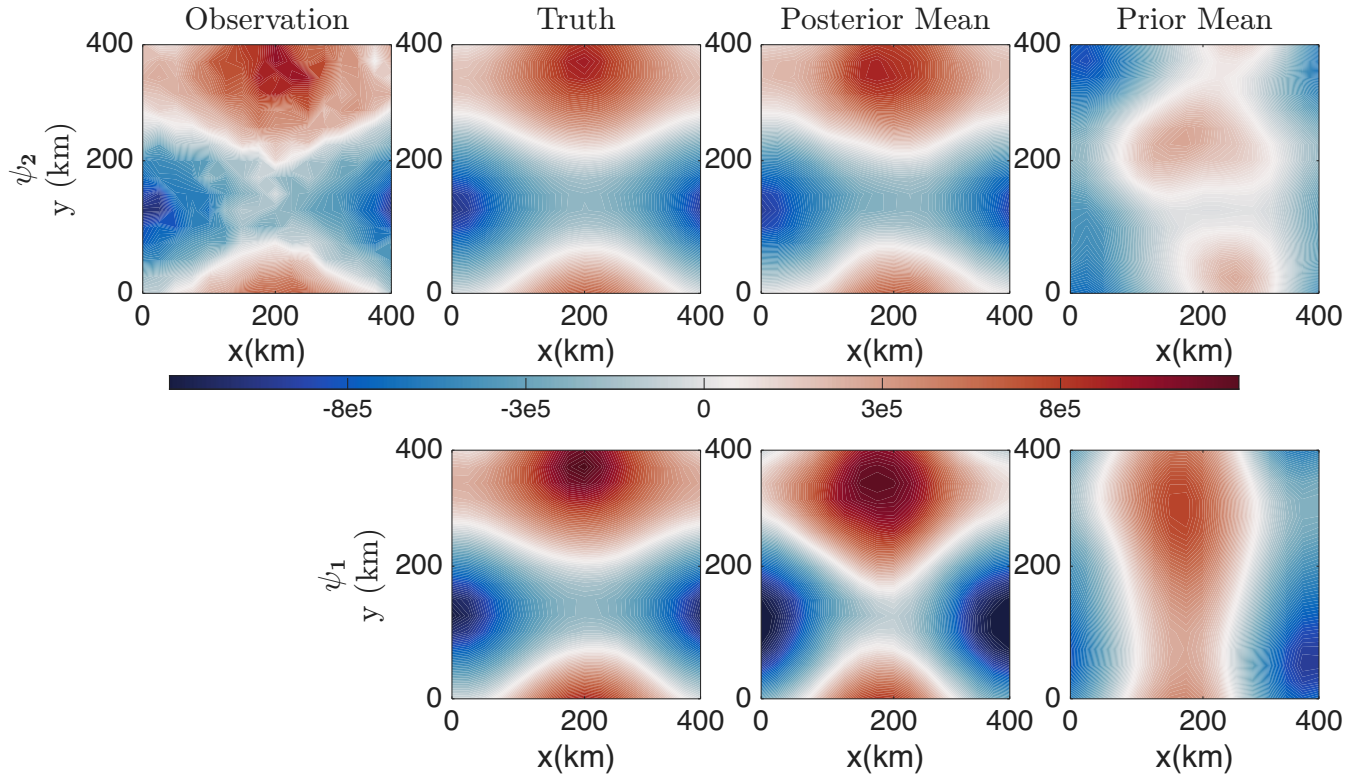 Observation Truth Posterior Mean Prior Mean
400 400 400 400
200 200 200 200
0 0 0 0
ψ₂
y (km)
0 200 400 0 200 400 0 200 400 0 200 400
x(km) x(km) x(km) x(km)
-8e5 -3e5 0 3e5 8e5
400 400 400
200 200 200
0 0 0
ψ₁
y (km)
0 200 400 0 200 400 0 200 400
x(km) x(km) x(km)